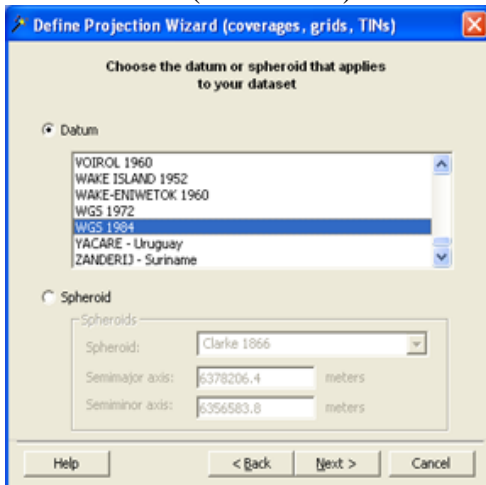 Define Projection Wizard (coverages, grids, TINs)
Choose the datum or spheroid that applies
to your dataset
Datum
VOIROL 1960
WAKE ISLAND 1952
WAKE-ENIWETOK 1960
WGS 1972
WGS 1984
YACARE - Uruguay
ZANDERIJ - Suriname
Spheroid
Spheroids
Spheroid: Clarke 1866
Semimajor axis: 6378206.4 meters
Semiminor axis: 6356583.8 meters
Help < Back Next > Cancel